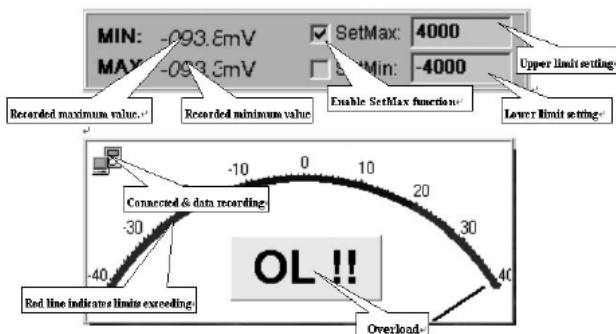 MIN: -093.8mV SetMax: 4000
MAX -093.3mV SetMin: -4000
Upper limit setting
Enable SetMax function
Recorded maximum value.
Recorded minimum value
Lower limit setting
-10 0 10
20
Connected & data recording
-30 30
-40 40
OL !!
Red line indicates limits exceeding
Overload